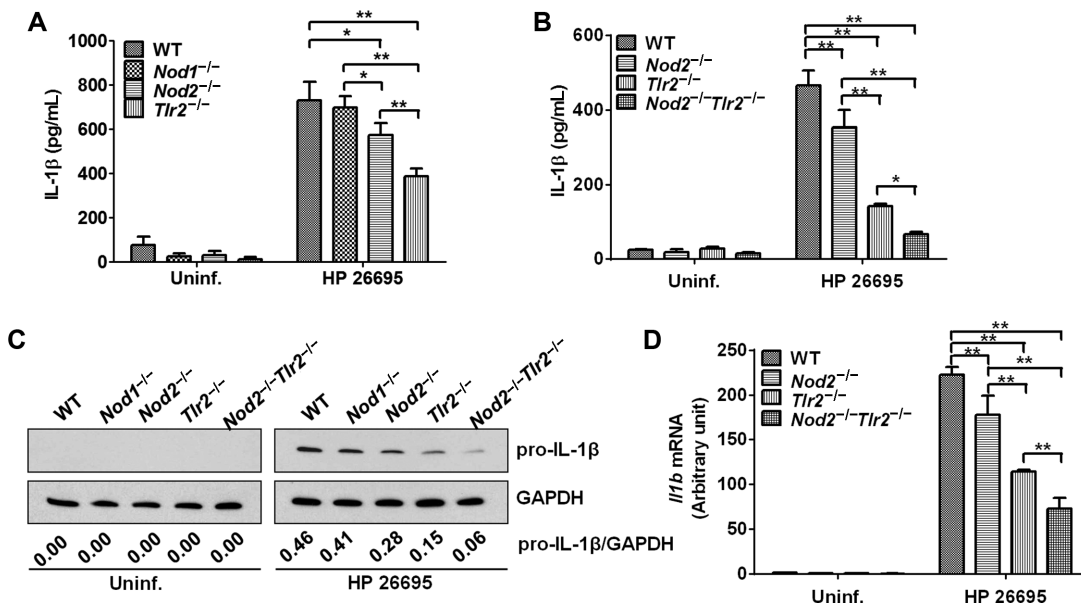 A
1000
800
600
400
200
0
IL-1β (pg/mL)
WT
Nod1−/−
Nod2−/−
Tlr2−/−
**
*
**
*
**
Uninf.
HP 26695
B
600
400
200
0
IL-1β (pg/mL)
WT
Nod2−/−
Tlr2−/−
Nod2−/−Tlr2−/−
**
**
**
**
**
*
Uninf.
HP 26695
C
WT
Nod1−/−
Nod2−/−
Tlr2−/−
Nod2−/−Tlr2−/−
WT
Nod1−/−
Nod2−/−
Tlr2−/−
Nod2−/−Tlr2−/−
pro-IL-1β
GAPDH
0.00 0.00 0.00 0.00 0.00
0.46 0.41 0.28 0.15 0.06
pro-IL-1β/GAPDH
Uninf.
HP 26695
D
250
200
150
100
50
0
Il1b mRNA
(Arbitrary unit)
WT
Nod2−/−
Tlr2−/−
Nod2−/−Tlr2−/−
**
**
**
**
**
**
Uninf.
HP 26695